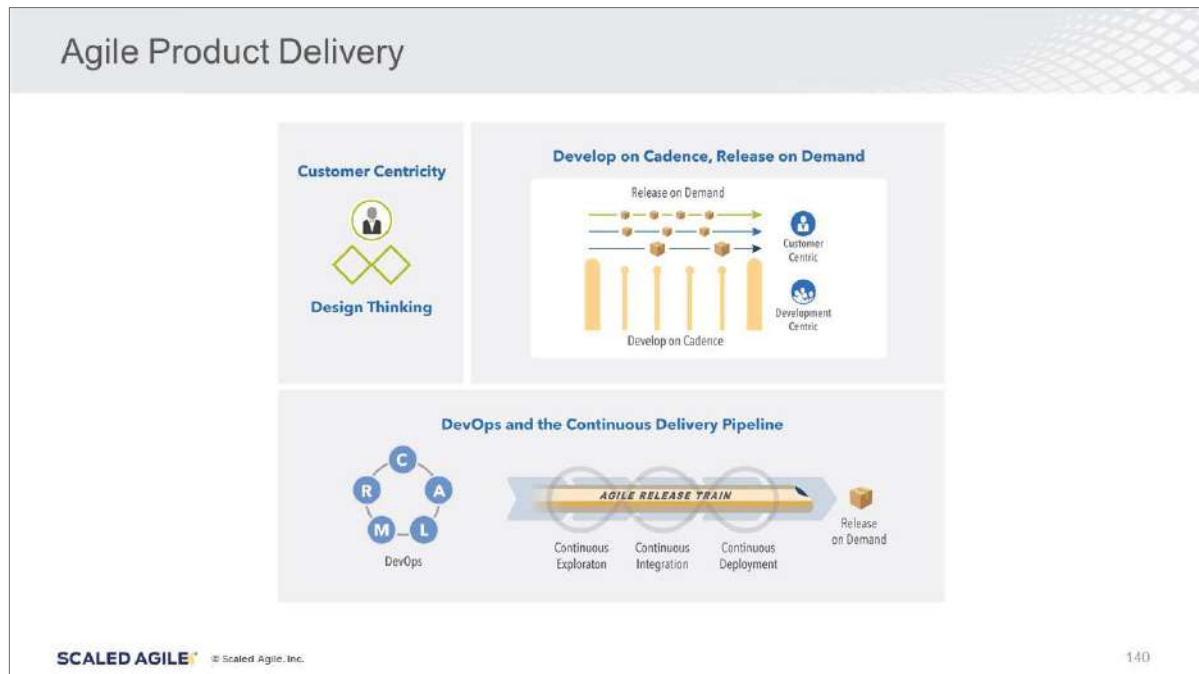 Agile Product Delivery
Customer Centricity
Design Thinking
Develop on Cadence, Release on Demand
Release on Demand
Customer
Centric
Development
Centric
Develop on Cadence
DevOps and the Continuous Delivery Pipeline
C
R
A
M
L
DevOps
AGILE RELEASE TRAIN
Continuous
Exploraton
Continuous
Integration
Continuous
Deployment
Release
on Demand
SCALED AGILE © Scaled Agile, Inc.
140